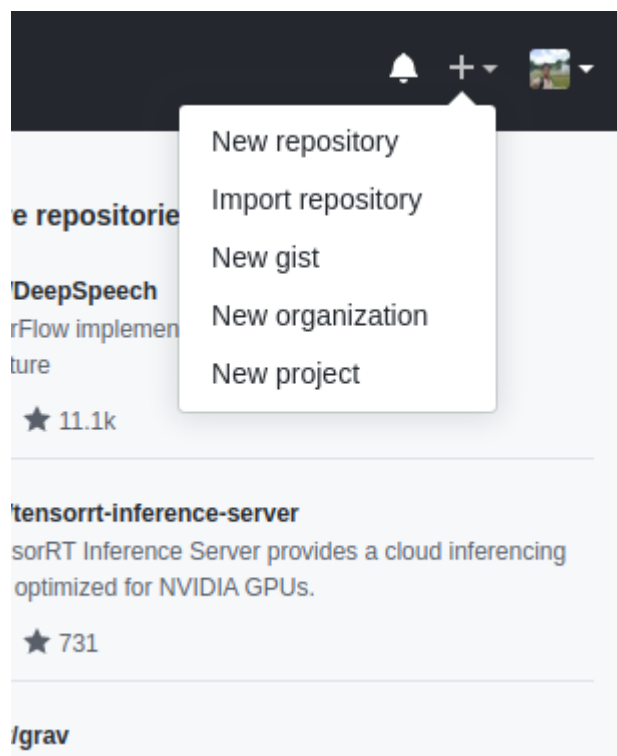 New repository
Import repository
New gist
New organization
New project
e repositorie
/DeepSpeech
rFlow implemen
ture
11.1k
/tensorrt-inference-server
sorRT Inference Server provides a cloud inferencing
optimized for NVIDIA GPUs.
731
/grav